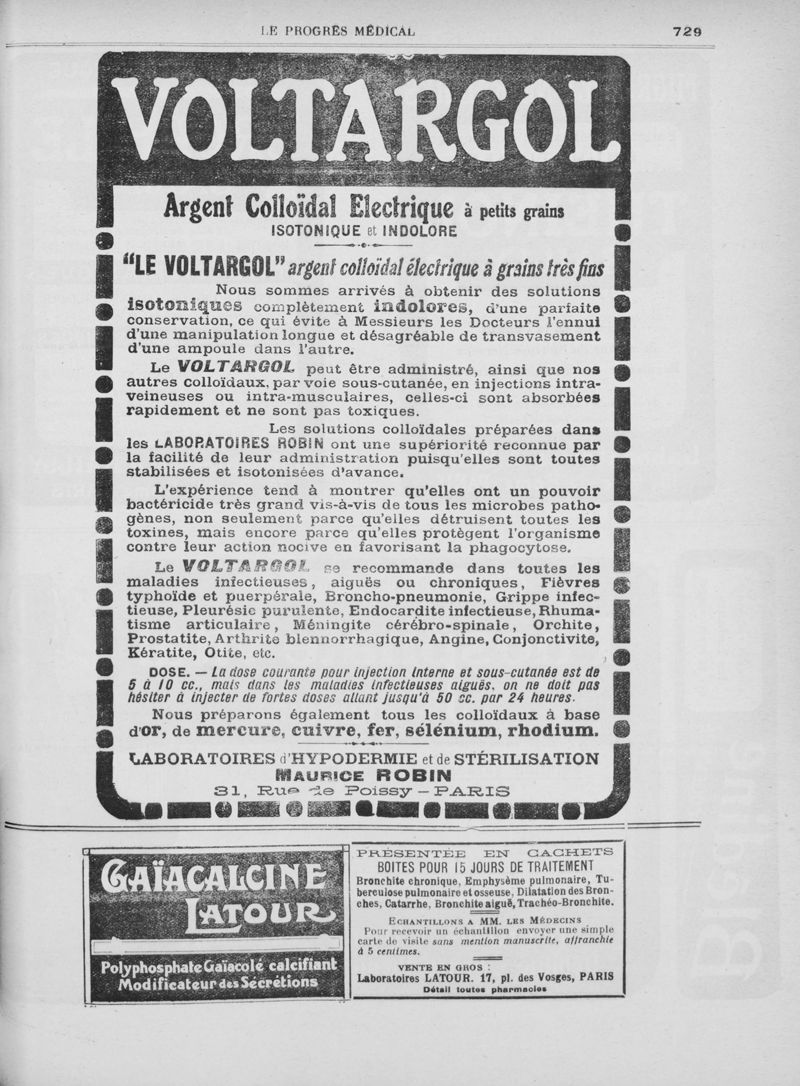 LE PROGRÊS MÊDICAL
729
VOLTARGOL
Argent Colloïdal Electrique à petits grains
ISOTONIQUE et INDOLORE
"LE VOLTARGOL" argent colloïdal électrique à grains très fins
Nous sommes arrivés à obtenir des solutions
isotoniques complètement indolores, d'une parfaite
conservation, ce qui évite à Messieurs les Docteurs l'ennui
d'une manipulation longue et désagréable de transvasement
d'une ampoule dans l'autre.
Le VOLTARGOL peut être administré, ainsi que nos
autres colloïdaux, par voie sous-cutanée, en injections intra-
veineuses ou intra-musculaires, celles-ci sont absorbées
rapidement et ne sont pas toxiques.
Les solutions colloïdales préparées dans
les LABORATOIRES ROBIN ont une supériorité reconnue par
la facilité de leur administration puisqu'elles sont toutes
stabilisées et isotonisées d'avance.
L'expérience tend à montrer qu'elles ont un pouvoir
bactéricide très grand vis-à-vis de tous les microbes patho-
gènes, non seulement parce qu'elles détruisent toutes les
toxines, mais encore parce qu'elles protègent l'organisme
contre leur action nocive en favorisant la phagocytose.
Le VOLTARGOL se recommande dans toutes les
maladies infectieuses, aiguës ou chroniques, Fièvres
typhoïde et puerpérale, Broncho-pneumonie, Grippe infec-
tieuse, Pleurésie purulente, Endocardite infectieuse, Rhuma-
tisme articulaire, Méningite cérébro-spinale, Orchite,
Prostatite, Arthrite blennorrhagique, Angine, Conjonctivite,
Kératite, Otite, etc.
DOSE. — La dose courante pour injection interne et sous-cutanée est de
5 à 10 cc., mais dans les maladies infectieuses aiguës, on ne doit pas
hésiter à injecter de fortes doses allant jusqu'à 50 cc. par 24 heures.
Nous préparons également tous les colloïdaux à base
d'or, de mercure, cuivre, fer, sélénium, rhodium.
LABORATOIRES d'HYPODERMIE et de STÉRILISATION
MAURICE ROBIN
31, Rue de Poissy — PARIS
GAÏACALCINE
LATOUR
Polyphosphate Gaïacolé calcifiant
Modificateur des Sécrétions
PRÉSENTÉE EN CACHETS
BOITES POUR 15 JOURS DE TRAITEMENT
Bronchite chronique, Emphysème pulmonaire, Tu-
berculose pulmonaire et osseuse, Dilatation des Bron-
ches, Catarrhe, Bronchite aiguë, Trachéo-Bronchite.
ECHANTILLONS A MM. LES MÉDECINS
Pour recevoir un échantillon envoyer une simple
carte de visite sans mention manuscrite, affranchie
à 5 centimes.
VENTE EN GROS :
Laboratoires LATOUR. 17, pl. des Vosges, PARIS
Détail toutes pharmacies